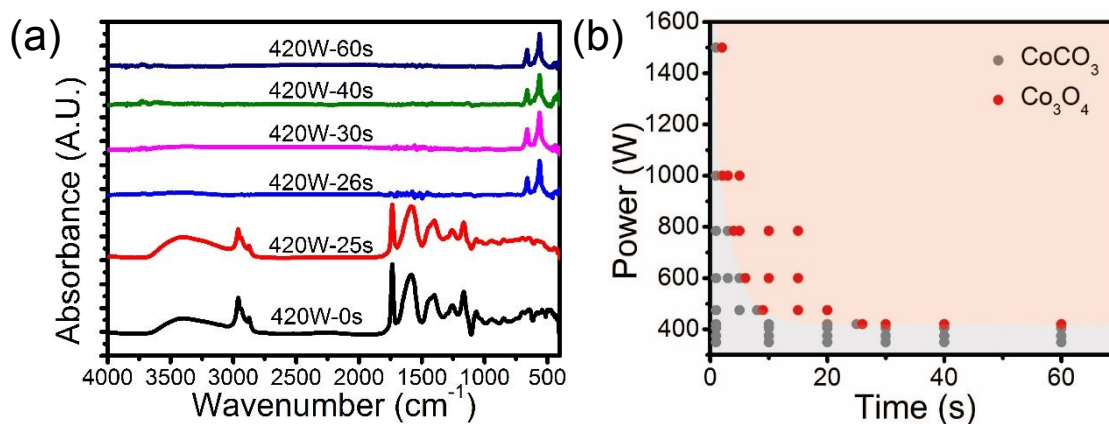 (a)
420W-60s
420W-40s
420W-30s
420W-26s
420W-25s
420W-0s
Absorbance (A.U.)
4000 3500 3000 2500 2000 1500 1000 500
Wavenumber (cm⁻¹)
(b)
1600
1400
1200
1000
800
600
400
Power (W)
CoCO₃
Co₃O₄
0 20 40 60
Time (s)